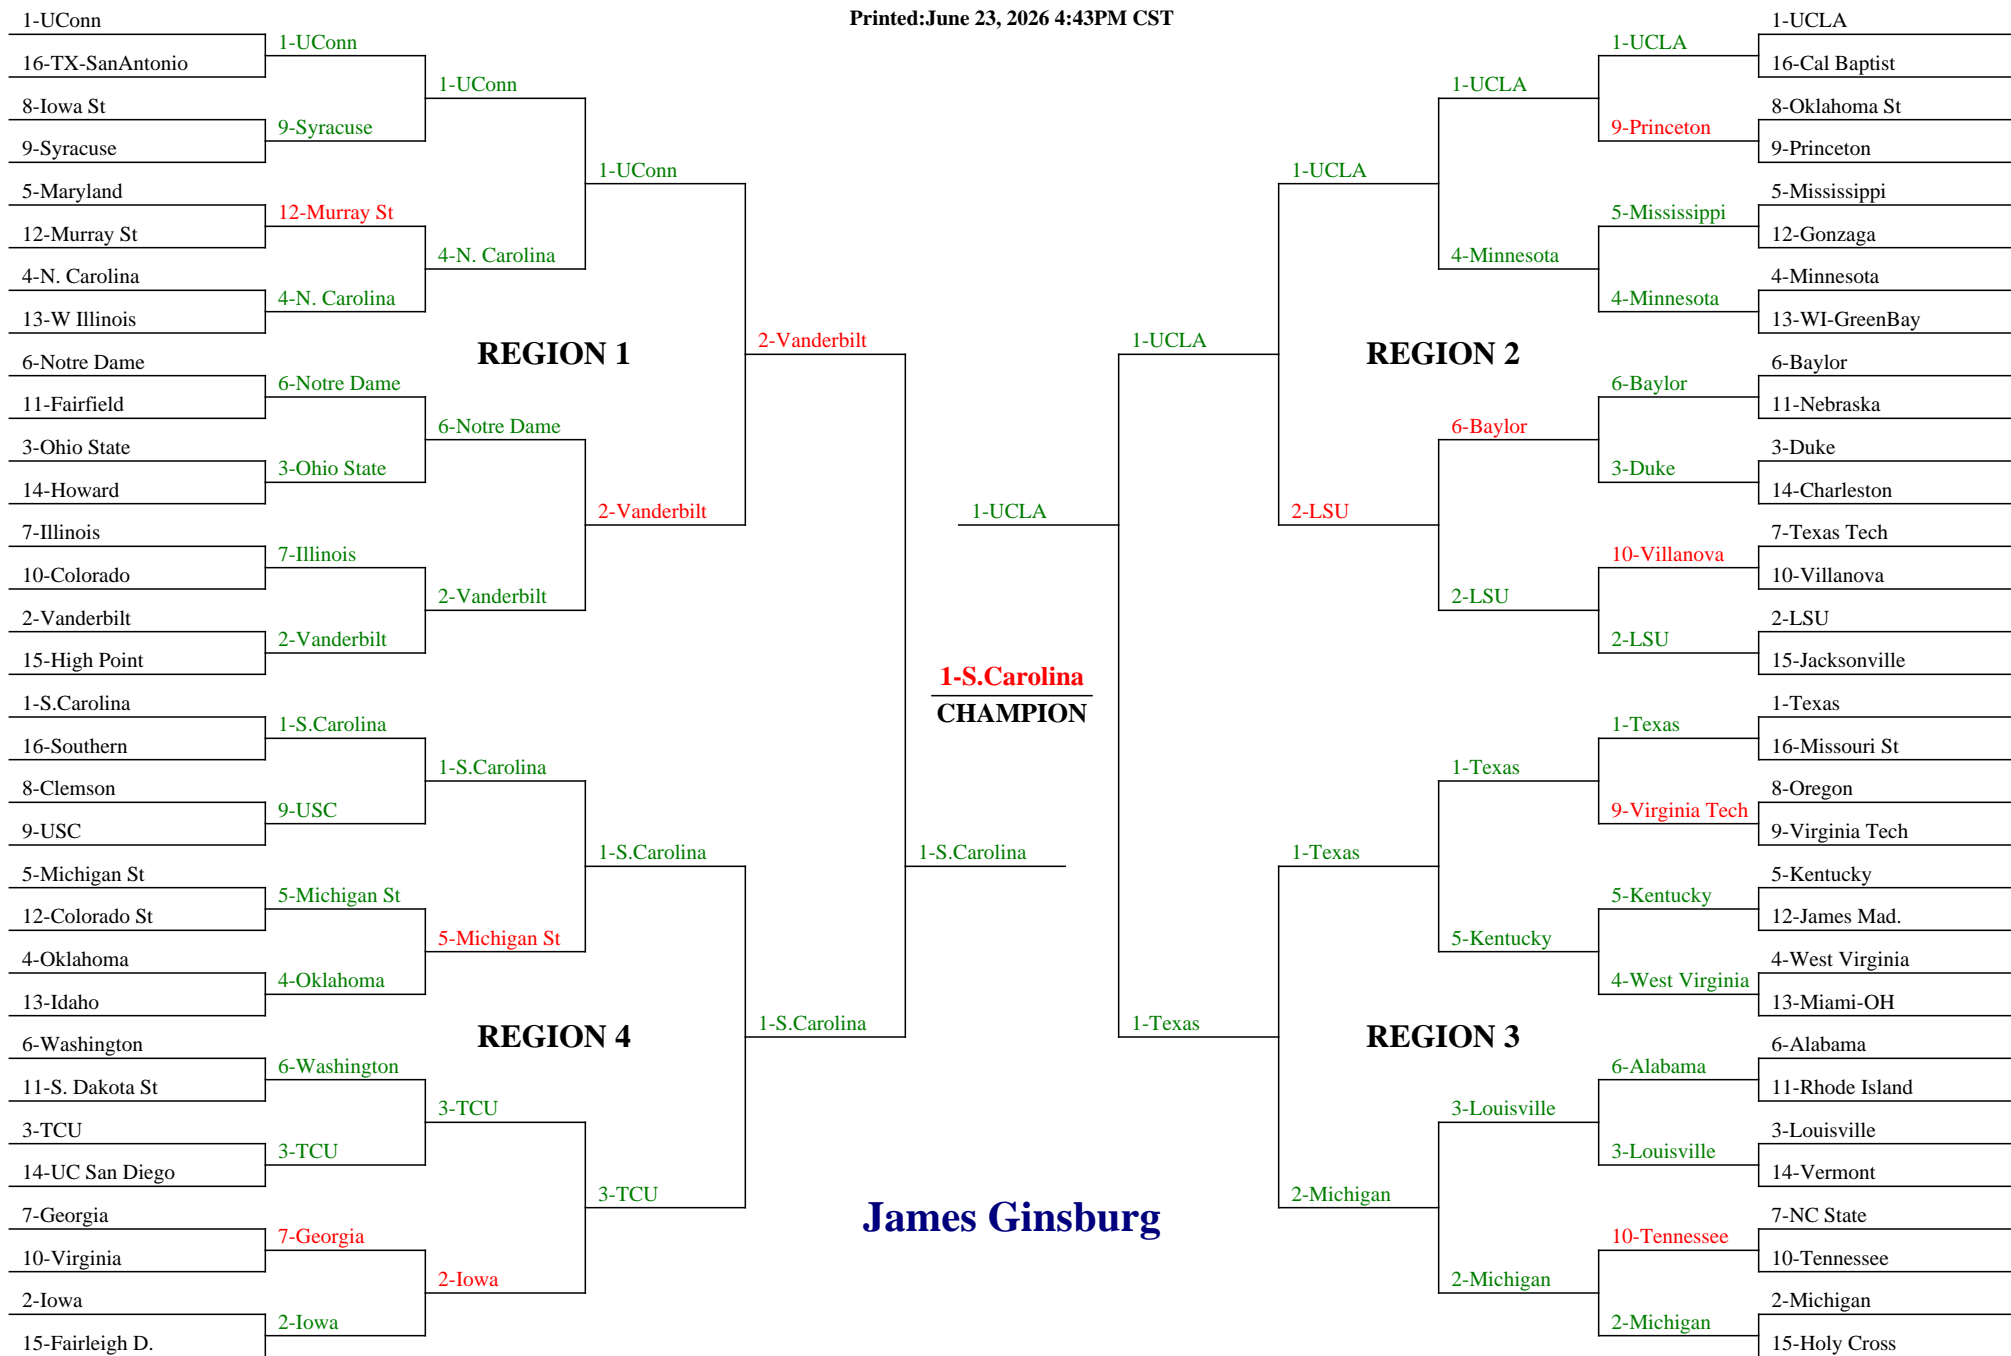 Printed:June 23, 2026 4:43PM CST
1-UConn
16-TX-SanAntonio
8-Iowa St
9-Syracuse
5-Maryland
12-Murray St
4-N. Carolina
13-W Illinois
6-Notre Dame
11-Fairfield
3-Ohio State
14-Howard
7-Illinois
10-Colorado
2-Vanderbilt
15-High Point
1-S.Carolina
16-Southern
8-Clemson
9-USC
5-Michigan St
12-Colorado St
4-Oklahoma
13-Idaho
6-Washington
11-S. Dakota St
3-TCU
14-UC San Diego
7-Georgia
10-Virginia
2-Iowa
15-Fairleigh D.
1-UConn
9-Syracuse
12-Murray St
4-N. Carolina
6-Notre Dame
3-Ohio State
7-Illinois
2-Vanderbilt
1-S.Carolina
9-USC
5-Michigan St
4-Oklahoma
6-Washington
3-TCU
7-Georgia
2-Iowa
1-UConn
4-N. Carolina
6-Notre Dame
2-Vanderbilt
1-S.Carolina
5-Michigan St
3-TCU
2-Iowa
REGION 1
REGION 4
1-UConn
2-Vanderbilt
1-S.Carolina
3-TCU
2-Vanderbilt
1-S.Carolina
1-S.Carolina
1-UCLA
1-S.Carolina
CHAMPION
James Ginsburg
1-UCLA
1-Texas
1-UCLA
2-LSU
1-Texas
2-Michigan
REGION 2
REGION 3
1-UCLA
4-Minnesota
6-Baylor
2-LSU
1-Texas
5-Kentucky
3-Louisville
2-Michigan
1-UCLA
9-Princeton
5-Mississippi
4-Minnesota
6-Baylor
3-Duke
10-Villanova
2-LSU
1-Texas
9-Virginia Tech
5-Kentucky
4-West Virginia
6-Alabama
3-Louisville
10-Tennessee
2-Michigan
1-UCLA
16-Cal Baptist
8-Oklahoma St
9-Princeton
5-Mississippi
12-Gonzaga
4-Minnesota
13-WI-GreenBay
6-Baylor
11-Nebraska
3-Duke
14-Charleston
7-Texas Tech
10-Villanova
2-LSU
15-Jacksonville
1-Texas
16-Missouri St
8-Oregon
9-Virginia Tech
5-Kentucky
12-James Mad.
4-West Virginia
13-Miami-OH
6-Alabama
11-Rhode Island
3-Louisville
14-Vermont
7-NC State
10-Tennessee
2-Michigan
15-Holy Cross